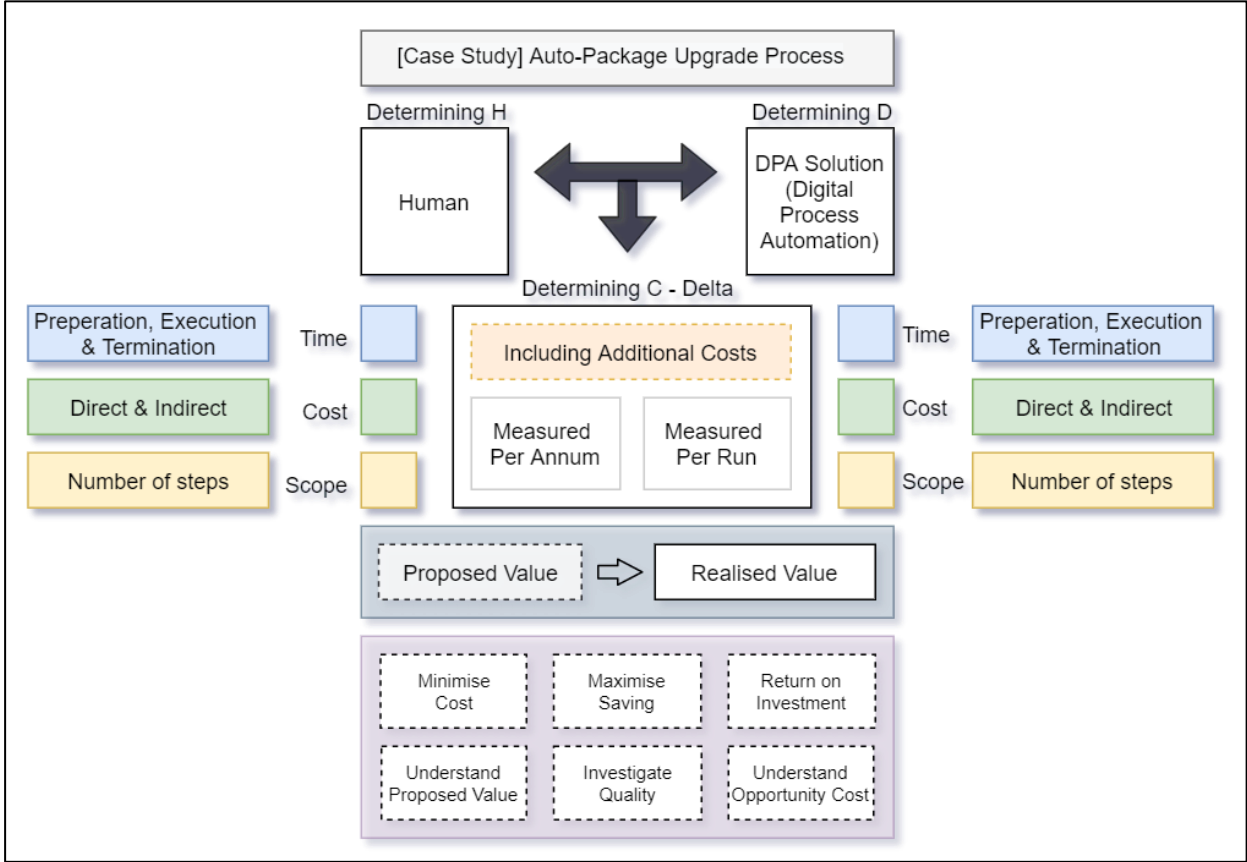 [Case Study] Auto-Package Upgrade Process
Determining H
Determining D
Human
DPA Solution
(Digital
Process
Automation)
Determining C - Delta
Preperation, Execution
& Termination
Time
Including Additional Costs
Time
Preperation, Execution
& Termination
Direct & Indirect
Cost
Measured
Per Annum
Measured
Per Run
Cost
Direct & Indirect
Number of steps
Scope
Scope
Number of steps
Proposed Value
Realised Value
Minimise
Cost
Maximise
Saving
Return on
Investment
Understand
Proposed Value
Investigate
Quality
Understand
Opportunity Cost